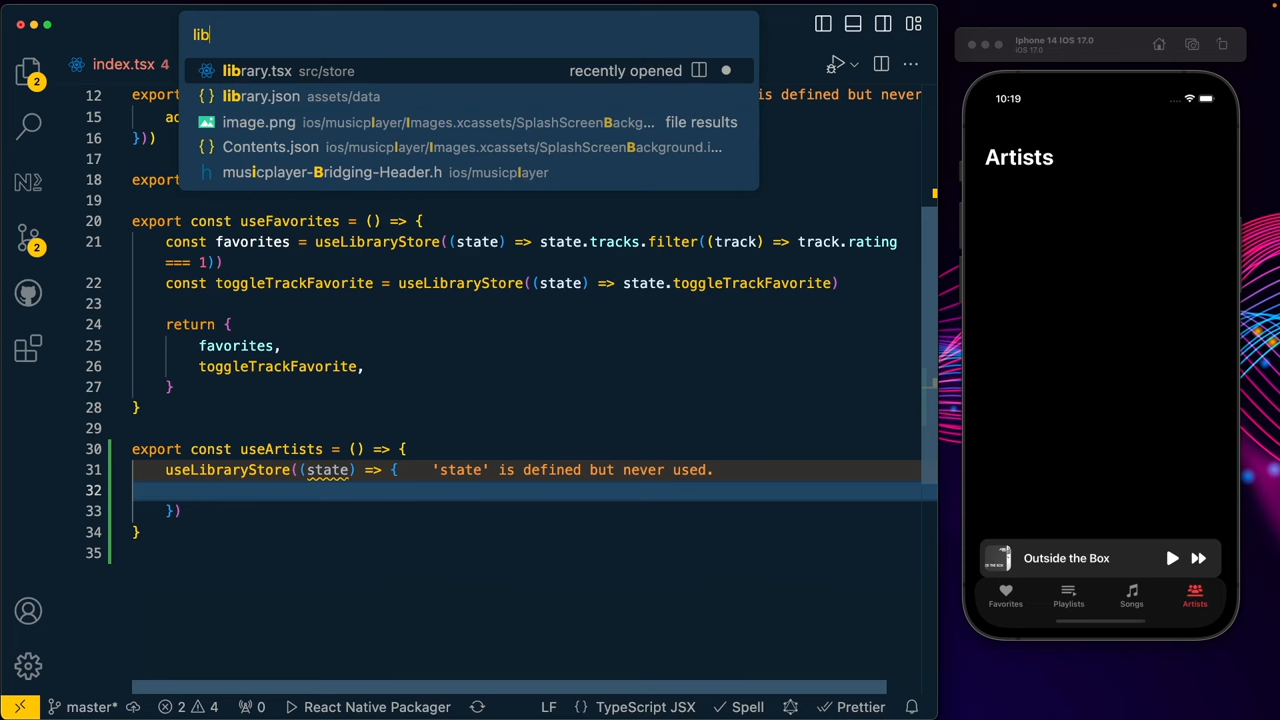 lib
index.tsx 4
library.tsx src/store recently opened
library.json assets/data
image.png ios/musicplayer/Images.xcassets/SplashScreenBackg... file results
Contents.json ios/musicplayer/Images.xcassets/SplashScreenBackground.i...
musicplayer-Bridging-Header.h ios/musicplayer
2
2
12 export s defined but never
15 ac
16 }))
17
18 export
19
20 export const useFavorites = () => {
21 const favorites = useLibraryStore((state) => state.tracks.filter((track) => track.rating
=== 1))
22 const toggleTrackFavorite = useLibraryStore((state) => state.toggleTrackFavorite)
23
24 return {
25 favorites,
26 toggleTrackFavorite,
27 }
28 }
29
30 export const useArtists = () => {
31 useLibraryStore((state) => { 'state' is defined but never used.
32
33 })
34 }
35
master* 2 4 0 React Native Packager LF {} TypeScript JSX Spell Prettier
Iphone 14 IOS 17.0
iOS 17.0
10:19
Artists
Outside the Box
Favorites Playlists Songs Artists